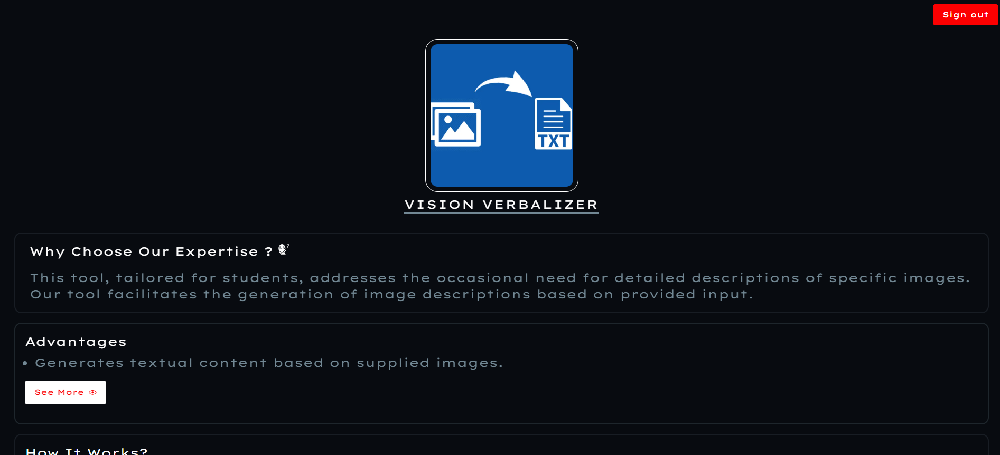 Sign out
TXT
VISION VERBALIZER
Why Choose Our Expertise ?
This tool, tailored for students, addresses the occasional need for detailed descriptions of specific images.
Our tool facilitates the generation of image descriptions based on provided input.
Advantages
• Generates textual content based on supplied images.
See More
How It Works?